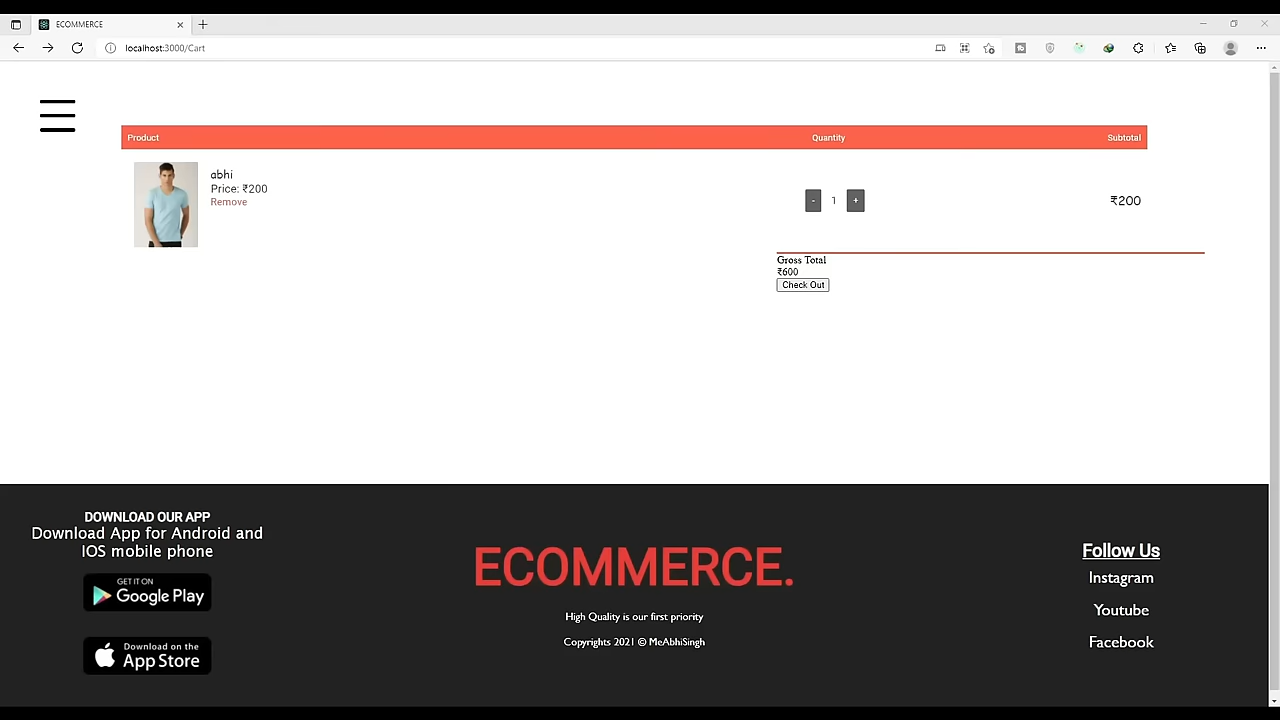 ECOMMERCE
localhost:3000/Cart
Product Quantity Subtotal
abhi
Price: ₹200
Remove
- 1 +
₹200
Gross Total
₹600
Check Out
DOWNLOAD OUR APP
Download App for Android and
IOS mobile phone
GET IT ON
Google Play
Download on the
App Store
ECOMMERCE.
High Quality is our first priority
Copyrights 2021 © MeAbhiSingh
Follow Us
Instagram
Youtube
Facebook